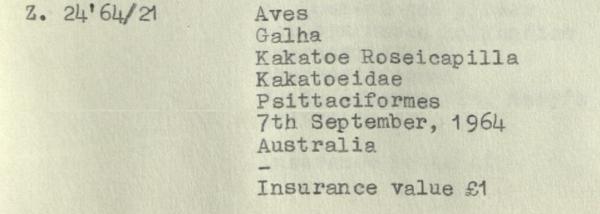 Z. 24'64/21 Aves
Galha
Kakatoe Roseicapilla
Kakatoeidae
Psittaciformes
7th September, 1964
Australia
-
Insurance value £1